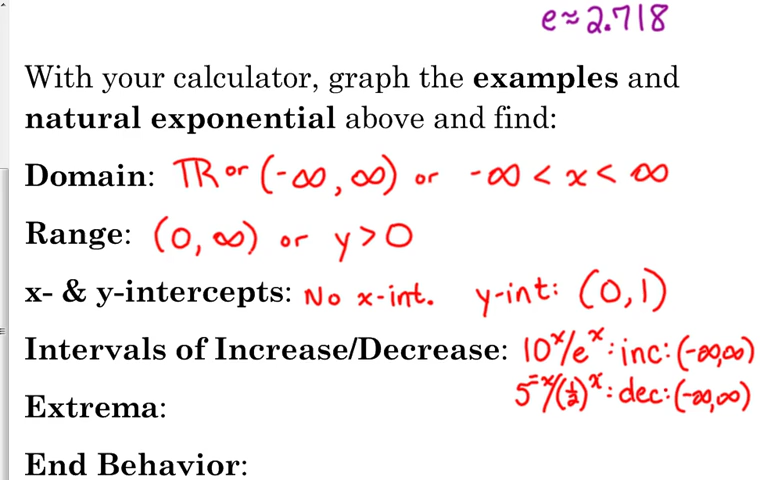 e≈2.718
With your calculator, graph the examples and
natural exponential above and find:
Domain: ℝ or (-∞, ∞) or -∞ < x < ∞
Range: (0, ∞) or y > 0
x- & y-intercepts: No x-int. y-int: (0,1)
Intervals of Increase/Decrease: 10ˣ/eˣ: inc: (-∞,∞)
5⁻ˣ/(½)ˣ: dec: (-∞,∞)
Extrema:
End Behavior: